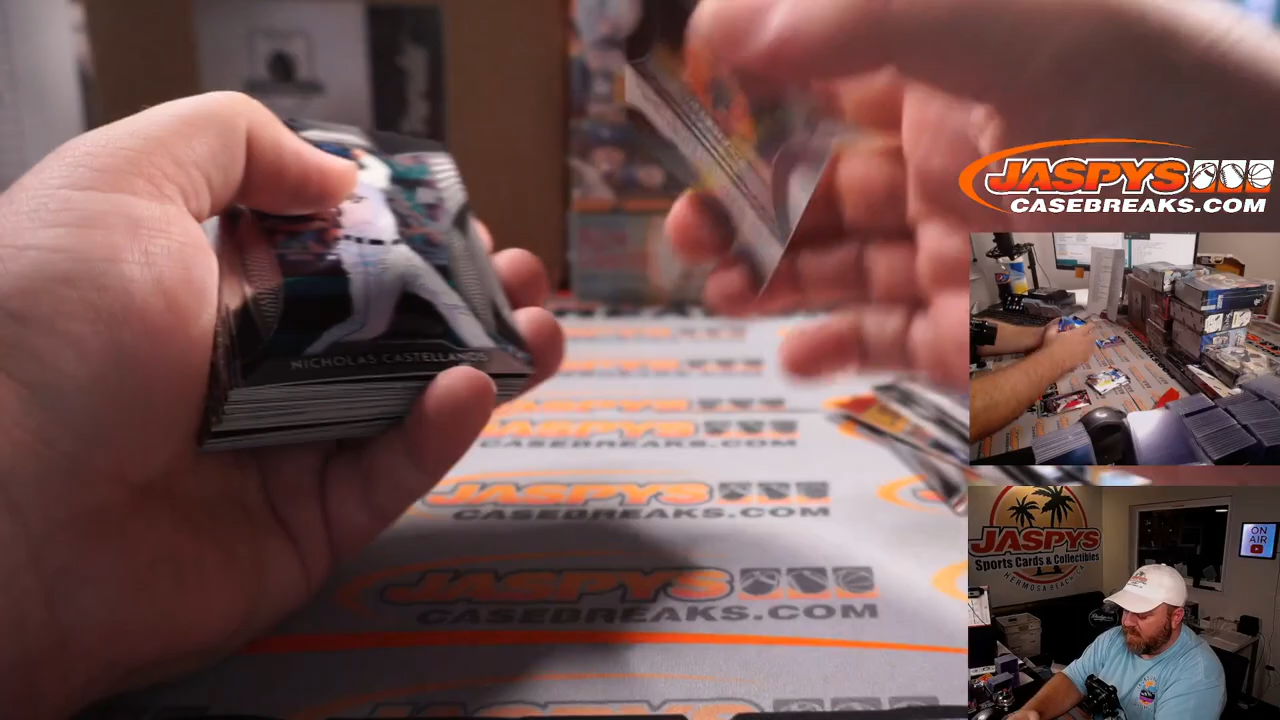 JASPYS
CASEBREAKS.COM
NICHOLAS CASTELLANOS
JASPYS
CASEBREAKS.COM
JASPYS
CASEBREAKS.COM
JASPYS
Sports Cards & Collectibles
HERMOSA BEACH, CA
ON
AIR